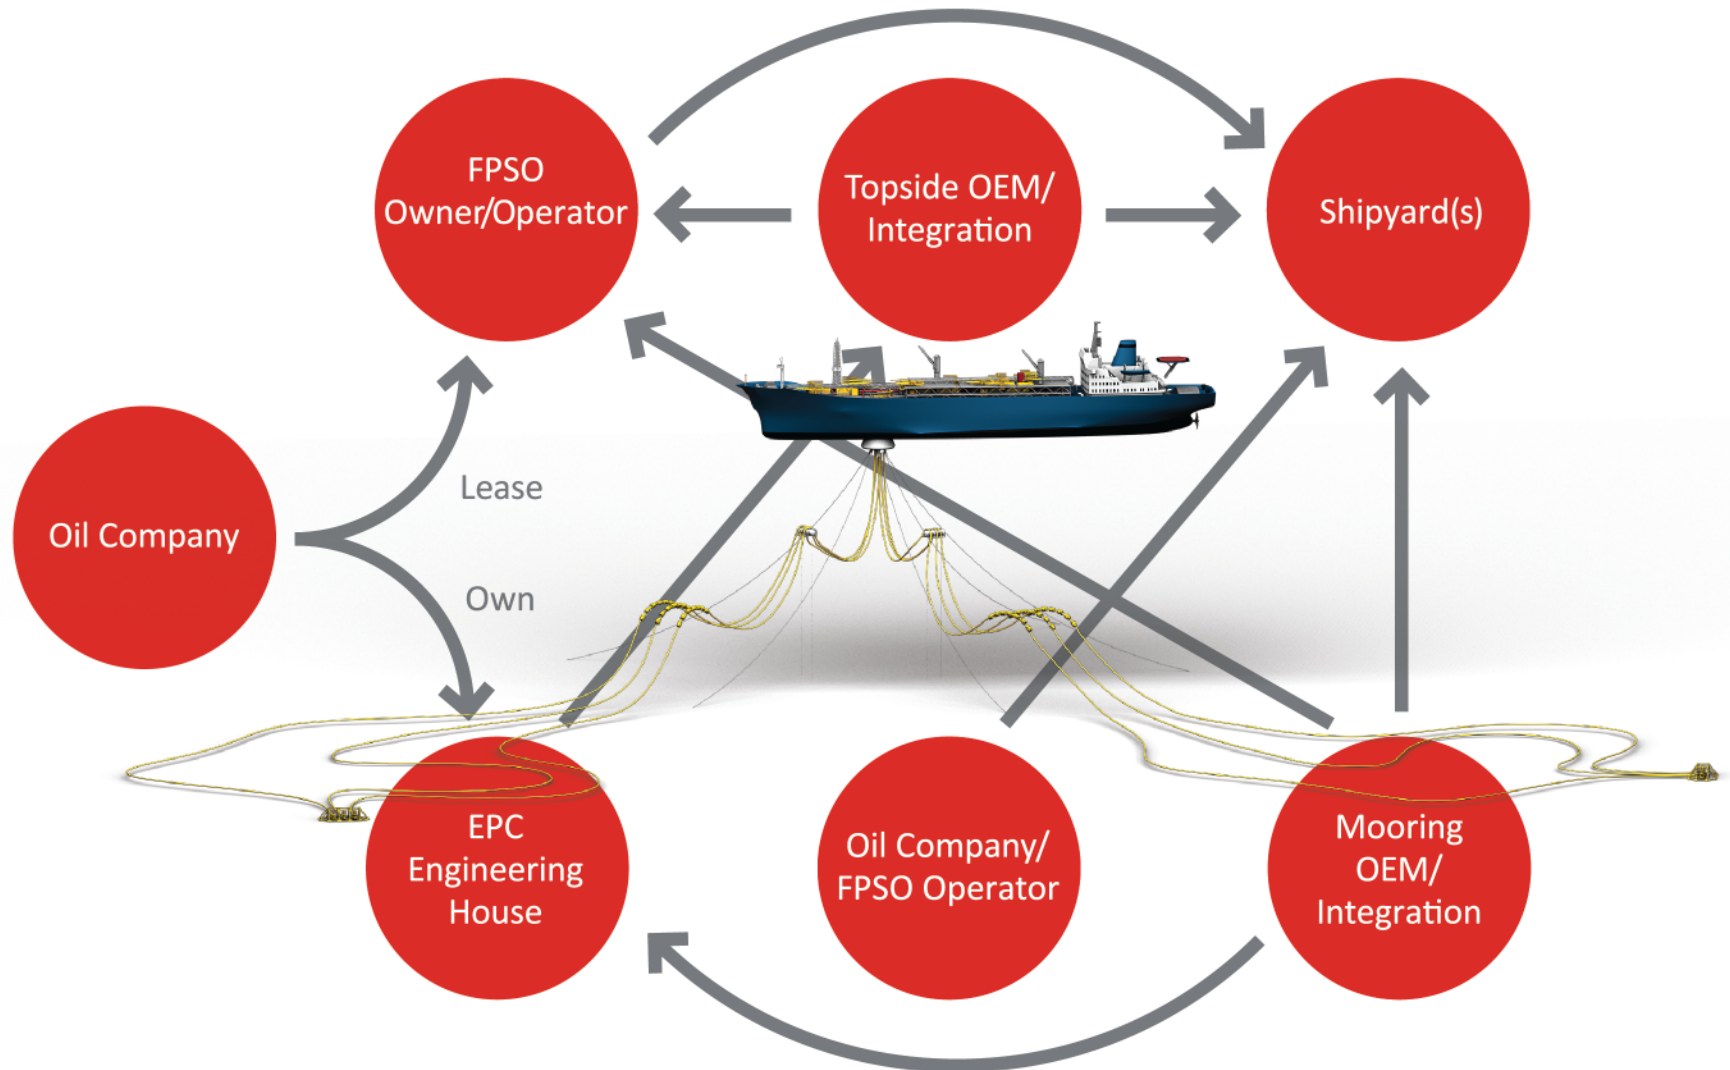 FPSO
Owner/Operator
Topside OEM/
Integration
Shipyard(s)
Lease
Oil Company
Own
EPC
Engineering
House
Oil Company/
FPSO Operator
Mooring
OEM/
Integration